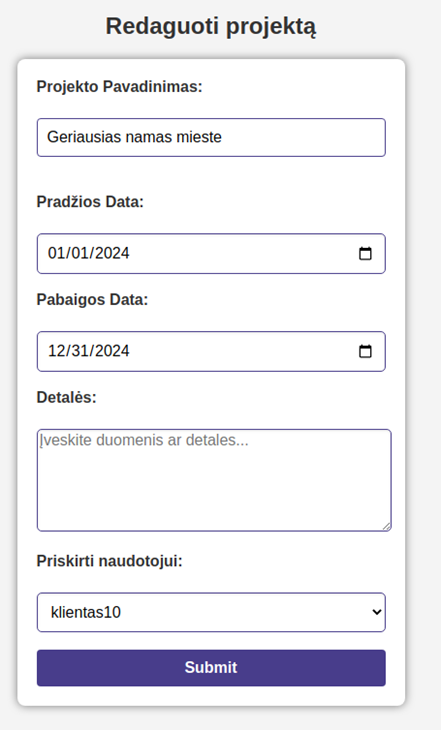 Redaguoti projektą
Projekto Pavadinimas:
Geriausias namas mieste
Pradžios Data:
01/01/2024
Pabaigos Data:
12/31/2024
Detalės:
Įveskite duomenis ar detales...
Priskirti naudotojui:
klientas10
Submit